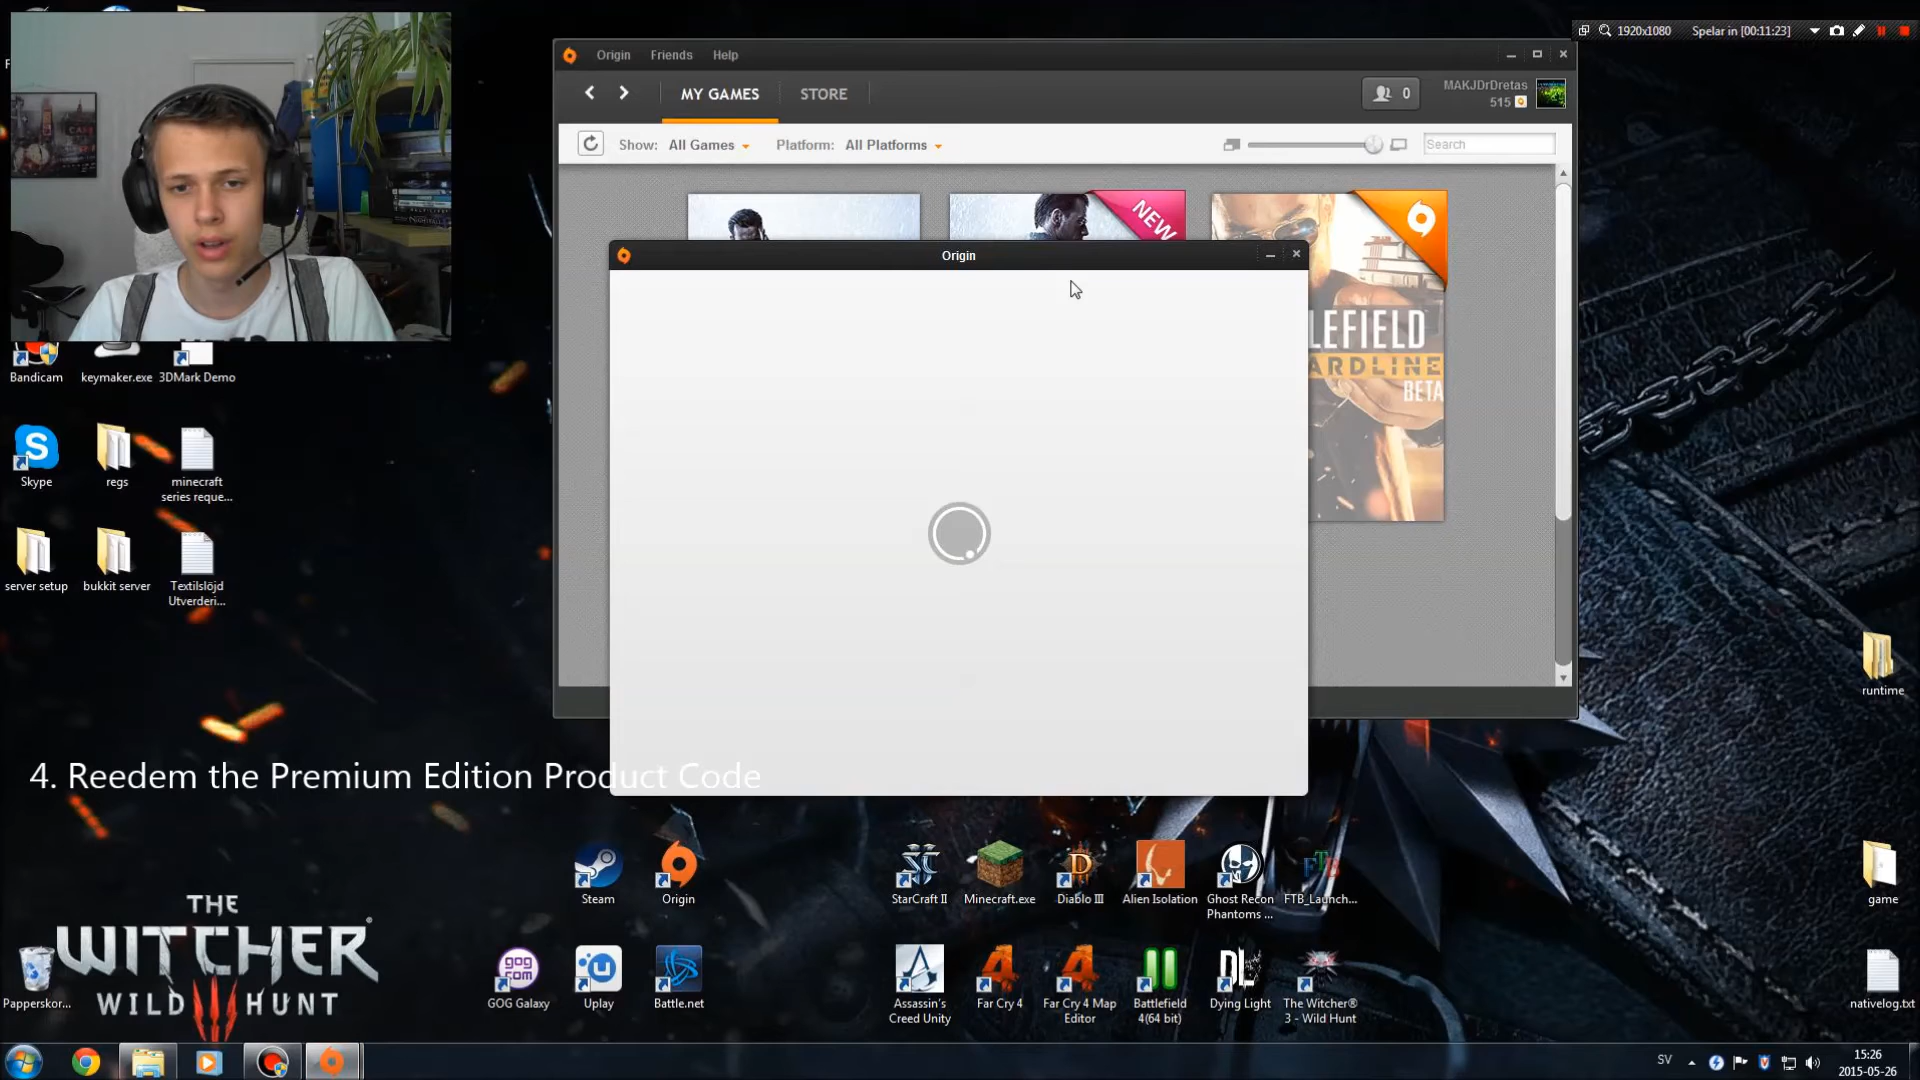 1920x1080
Spelar in [00:11:23]
Origin Friends Help
MY GAMES
STORE
0
MAKJDrDretas
515
Show: All Games
Platform: All Platforms
Search
NEW
Origin
LEFIELD
ARDLINE
BETA
Bandicam
keymaker.exe
3DMark Demo
Skype
regs
minecraft
series reque...
server setup
bukkit server
Textilslöjd
Utverderi...
runtime
4. Reedem the Premium Edition Product Code
Steam
Origin
StarCraft II
Minecraft.exe
Diablo III
Alien Isolation
Ghost Recon
Phantoms ...
FTB_Launch...
game
THE
WITCHER
WILD HUNT
Papperskor...
gog
com
GOG Galaxy
Uplay
Battle.net
Assassin's
Creed Unity
Far Cry 4
Far Cry 4 Map
Editor
Battlefield
4(64 bit)
Dying Light
The Witcher®
3 - Wild Hunt
nativelog.txt
SV
15:26
2015-05-26